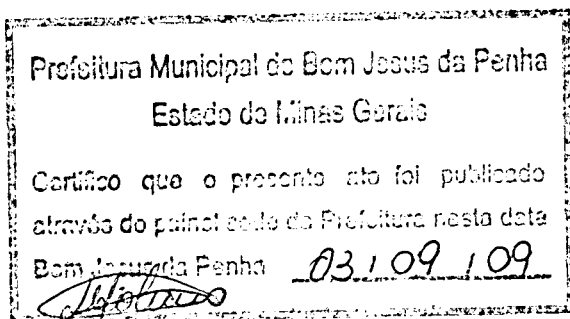 Prefeitura Municipal de Bom Jesus da Penha
Estado de Minas Gerais
Certifico que o presente ato foi publicado
através do painel sede da Prefeitura nesta data
Bom Jesus da Penha 03 / 09 / 09